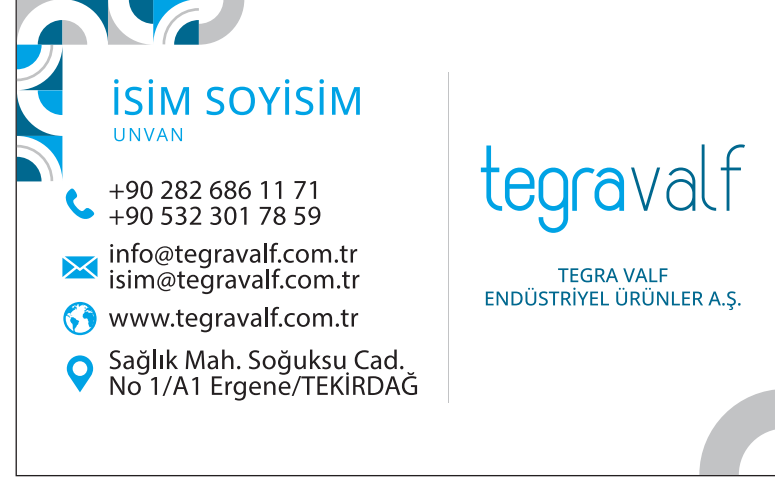 İSİM SOYİSİM
UNVAN
+90 282 686 11 71
+90 532 301 78 59
info@tegravalf.com.tr
isim@tegravalf.com.tr
www.tegravalf.com.tr
Sağlık Mah. Soğuksu Cad.
No 1/A1 Ergene/TEKİRDAĞ
tegravalf
TEGRA VALF
ENDÜSTRİYEL ÜRÜNLER A.Ş.